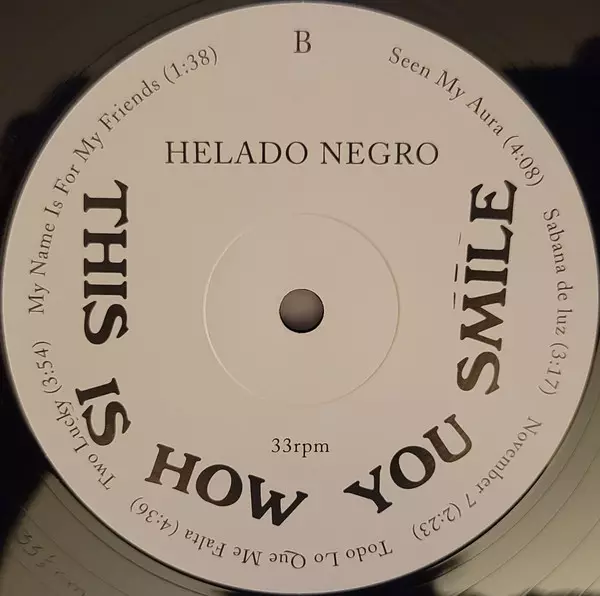 B
HELADO NEGRO
THIS IS HOW YOU SMILE
33rpm
Seen My Aura (4:08)
Sabana de luz (3:17)
November 7 (2:23)
Todo Lo Que Me Falta (4:36)
Two Lucky (3:54)
My Name Is For My Friends (1:38)